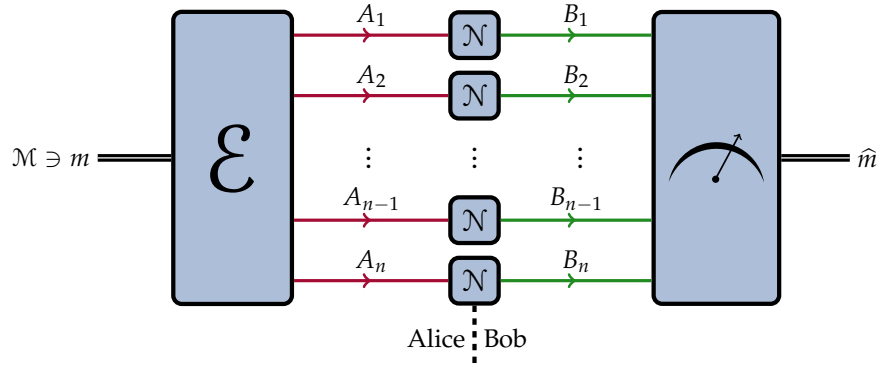 A₁ 𝒩 B₁
A₂ 𝒩 B₂
ℳ ∋ m ℰ ⋮ ⋮ ⋮ m̂
Aₙ₋₁ 𝒩 Bₙ₋₁
Aₙ 𝒩 Bₙ
Alice Bob